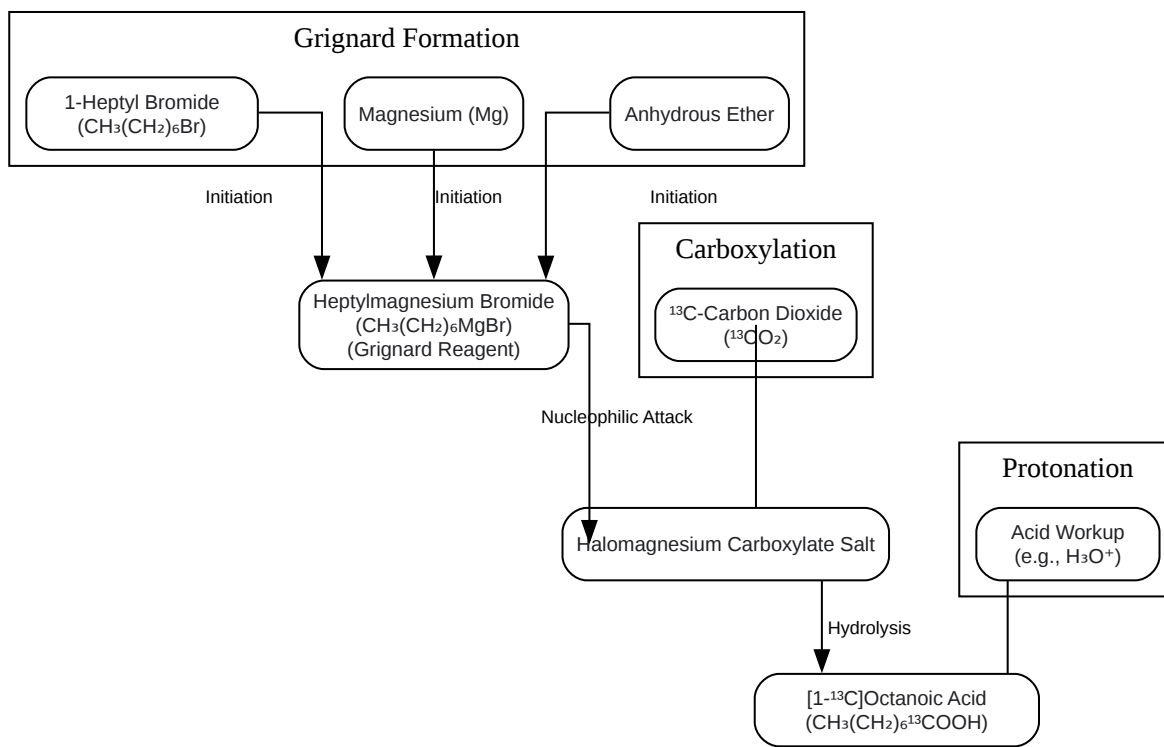 Grignard Formation
1-Heptyl Bromide
(CH₃(CH₂)₆Br)
Magnesium (Mg)
Anhydrous Ether
Initiation
Initiation
Initiation
Heptylmagnesium Bromide
(CH₃(CH₂)₆MgBr)
(Grignard Reagent)
Carboxylation
¹³C-Carbon Dioxide
(¹³CO₂)
Nucleophilic Attack
Halomagnesium Carboxylate Salt
Protonation
Acid Workup
(e.g., H₃O⁺)
Hydrolysis
[1-¹³C]Octanoic Acid
(CH₃(CH₂)₆¹³COOH)